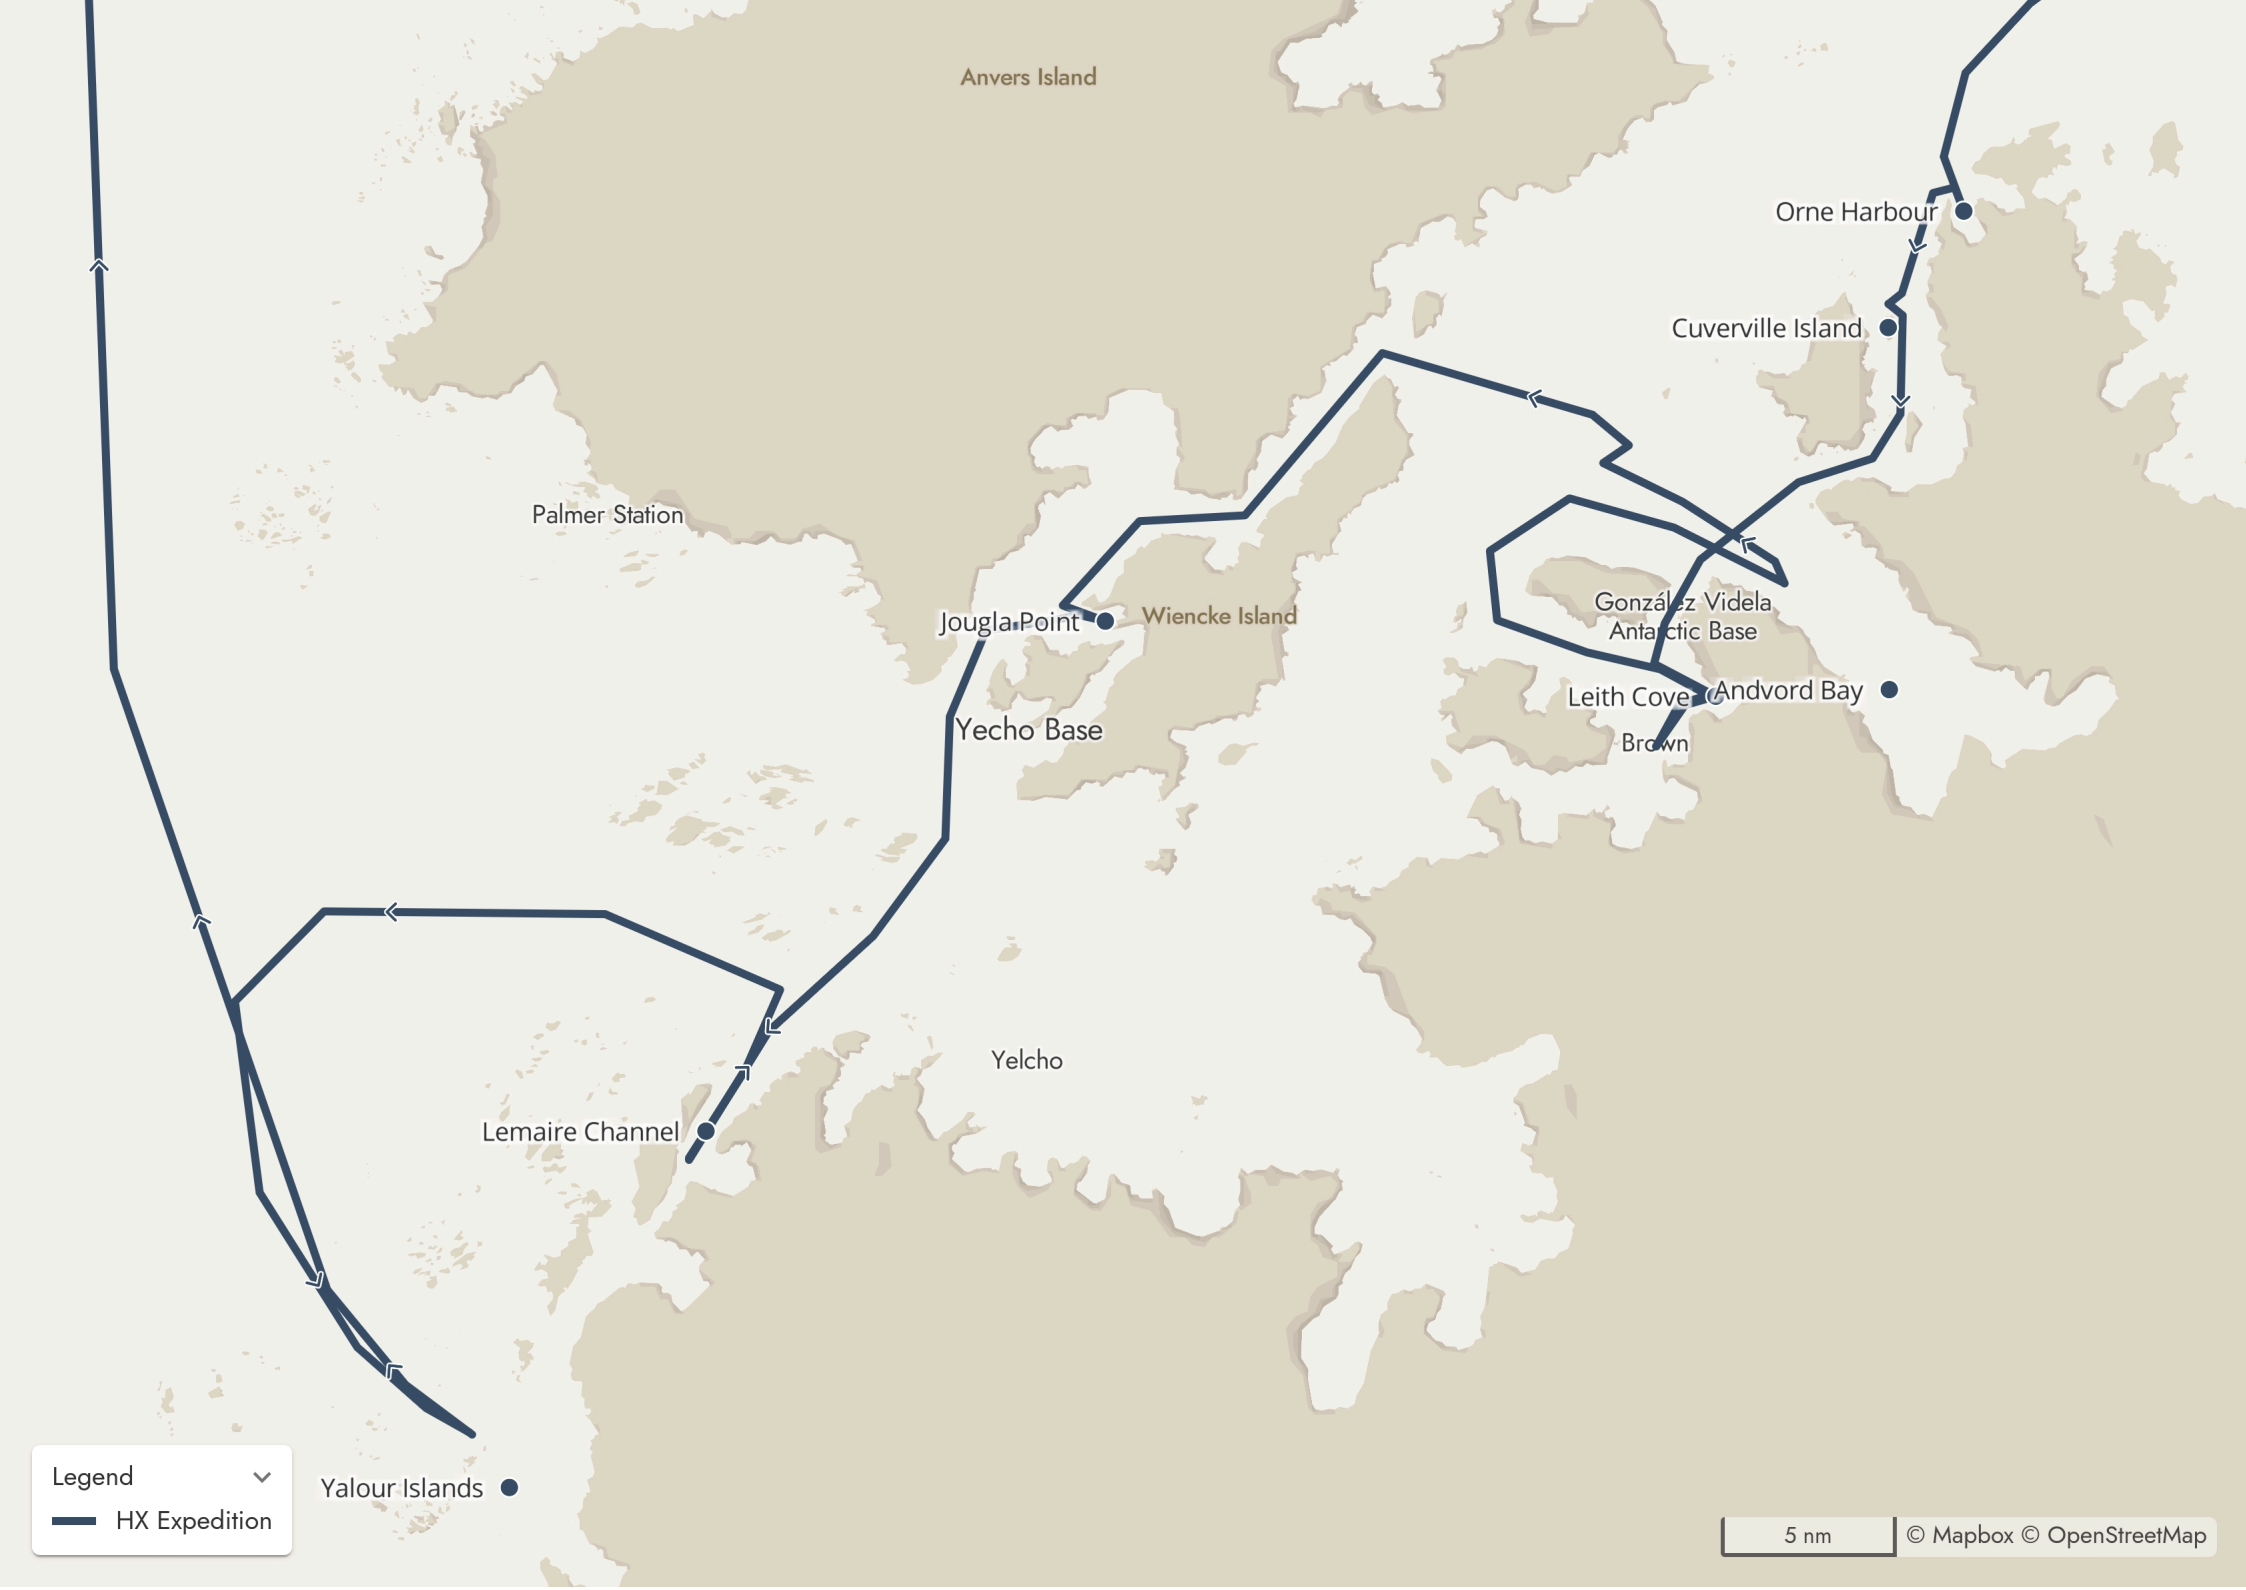 Anvers Island
Orne Harbour
Cuverville Island
Palmer Station
Jougla Point
Wiencke Island
González Videla
Antarctic Base
Leith Cove
Andvord Bay
Yecho Base
Brown
Yelcho
Lemaire Channel
Yalour Islands
Legend
HX Expedition
5 nm
© Mapbox © OpenStreetMap